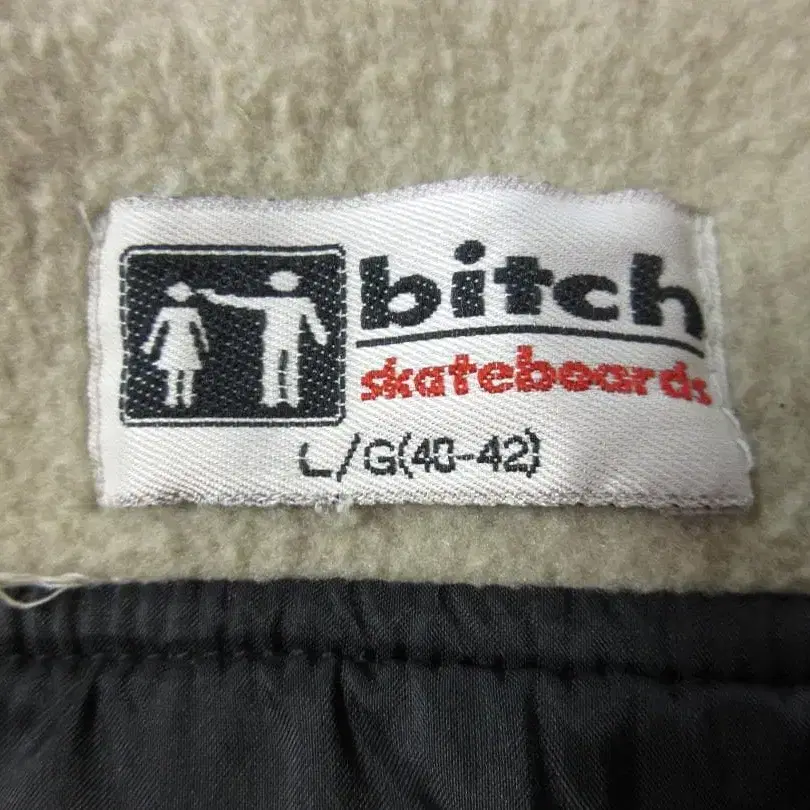 bitch
skateboards
L/G(40-42)